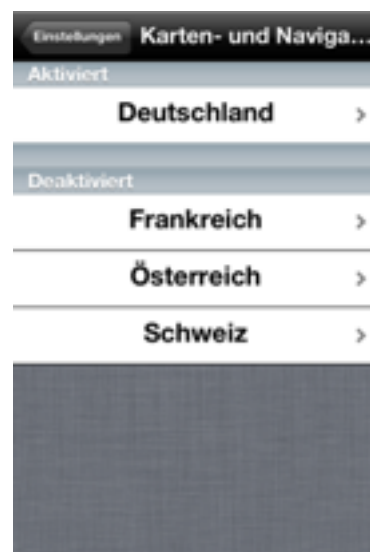 Einstellungen
Karten- und Naviga...
Aktiviert
Deutschland
Deaktiviert
Frankreich
Österreich
Schweiz